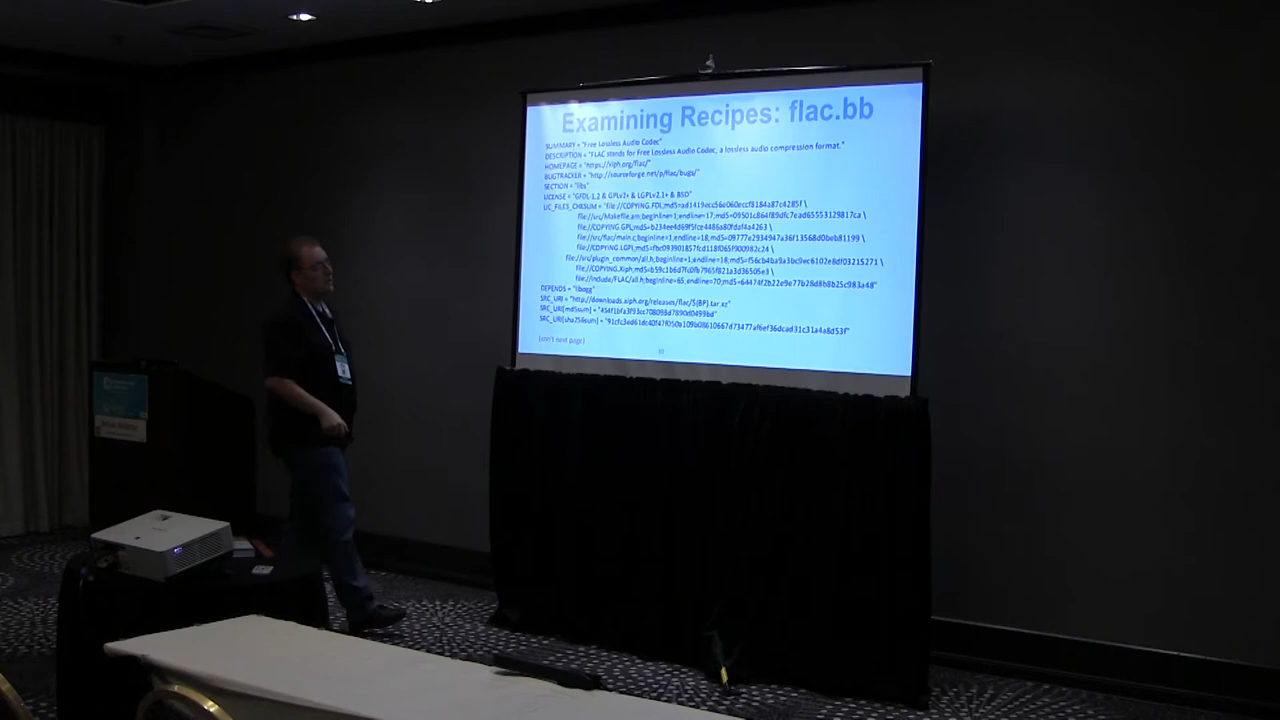 Examining Recipes: flac.bb
SUMMARY = "Free Lossless Audio Codec"
DESCRIPTION = "FLAC stands for Free Lossless Audio Codec, a lossless audio compression format."
HOMEPAGE = "https://xiph.org/flac/"
BUGTRACKER = "http://sourceforge.net/p/flac/bugs/"
SECTION = "libs"
LICENSE = "GFDL-1.2 & GPLv2+ & LGPLv2.1+ & BSD"
LIC_FILES_CHKSUM = "file://COPYING.FDL;md5=ad1419ecc56e060eccf8184a87c4285f \
file://src/Makefile.am;beginline=1;endline=17;md5=09501c864f89dfc7ead65553129817ca \
file://COPYING.GPL;md5=b234ee4d69f5fce4486a80fdaf4a4263 \
file://src/flac/main.c;beginline=1;endline=18;md5=09777e2934947a36f13568d0beb81199 \
file://COPYING.LGPL;md5=fbc093901857fcd118f065f900982c24 \
file://src/plugin_common/all.h;beginline=1;endline=18;md5=f56cb4ba9a3bc9ec6102e8df03215271 \
file://COPYING.Xiph;md5=b59c1b6d7fc0fb7965f821a3d36505e3 \
file://include/FLAC/all.h;beginline=65;endline=70;md5=64474f2b22e9e77b28d8b8b25c983a48"
DEPENDS = "libogg"
SRC_URI = "http://downloads.xiph.org/releases/flac/${BP}.tar.xz"
SRC_URI[md5sum] = "454f1bfa3f93cc708098d7890d0499bd"
SRC_URI[sha256sum] = "91cfc3ed61dc40f47f050a109b08610667d73477af6ef36dcad31c31a4a8d53f"
(con't next page)